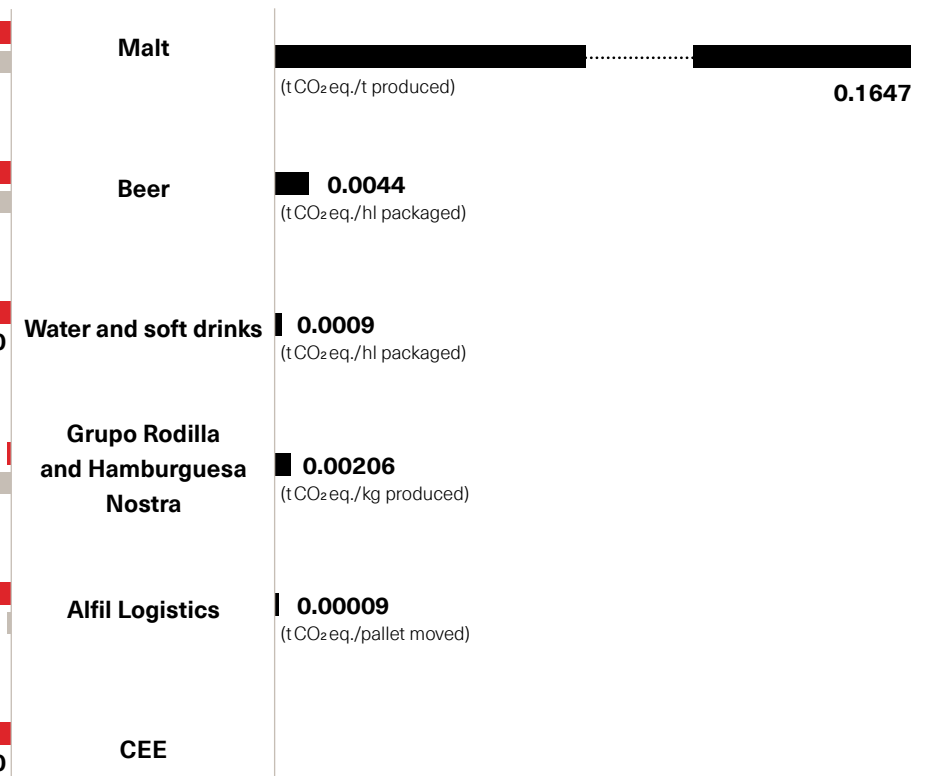 Malt
(t CO₂ eq./t produced)
0.1647
Beer
0.0044
(t CO₂ eq./hl packaged)
Water and soft drinks
0.0009
(t CO₂ eq./hl packaged)
Grupo Rodilla
and Hamburguesa
Nostra
0.00206
(t CO₂ eq./kg produced)
Alfil Logistics
0.00009
(t CO₂ eq./pallet moved)
CEE